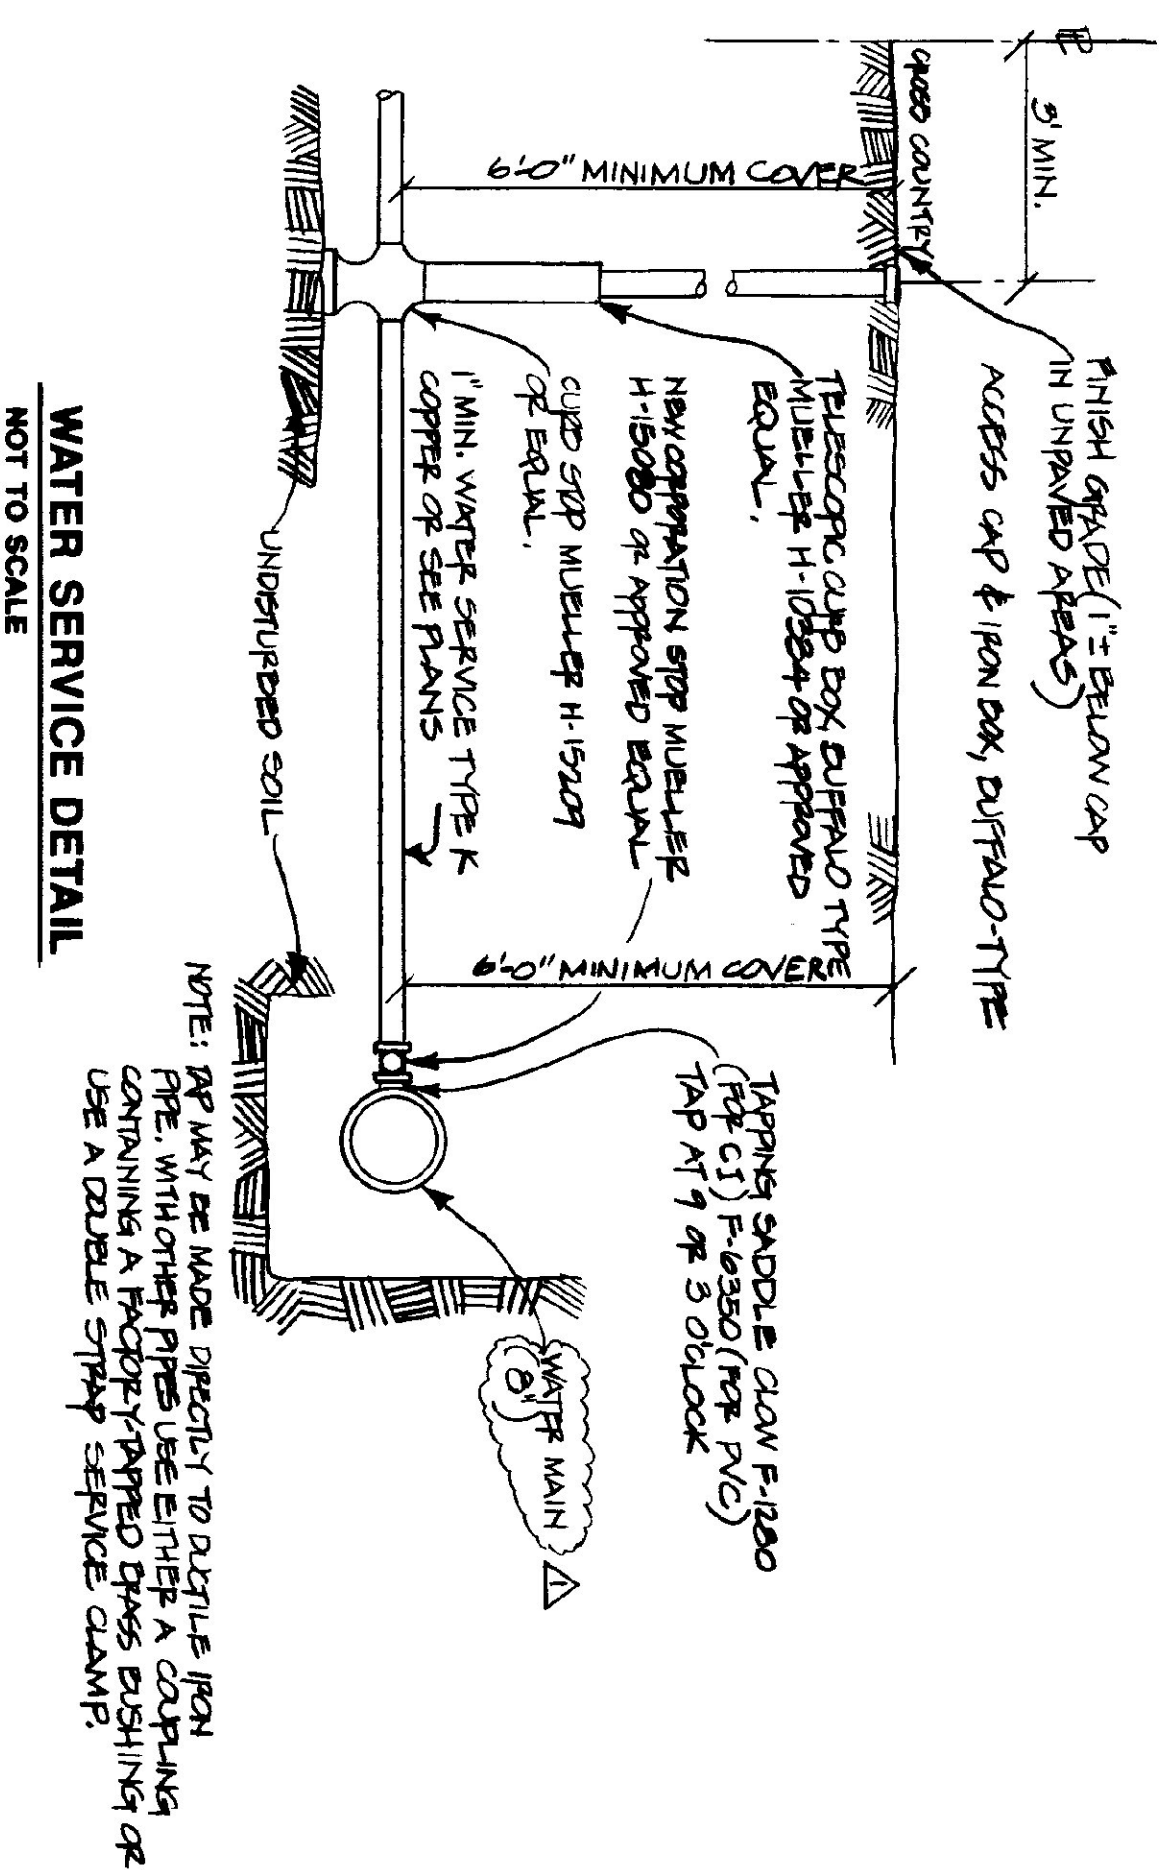 PL
3' MIN.
CROSS COUNTRY
FINISH GRADE (1"± BELOW CAP
IN UNPAVED AREAS)
ACCESS CAP & IRON BOX, BUFFALO-TYPE
6'-0" MINIMUM COVER
TELESCOPIC CURB BOX, BUFFALO TYPE
MUELLER H-10384 OR APPROVED
EQUAL.
NEW CORPORATION STOP MUELLER
H-15000 OR APPROVED EQUAL
CURB STOP MUELLER H-15209
OR EQUAL.
1" MIN. WATER SERVICE TYPE K
COPPER OR SEE PLANS
UNDISTURBED SOIL
6'-0" MINIMUM COVER
TAPPING SADDLE CLOW F-1280
(FOR CI) F-6350 (FOR PVC)
TAP AT 9 OR 3 O'CLOCK
WATER MAIN
8"
1
NOTE: TAP MAY BE MADE DIRECTLY TO DUCTILE IRON
PIPE. WITH OTHER PIPES USE EITHER A COUPLING
CONTAINING A FACTORY-TAPPED BRASS BUSHING OR
USE A DOUBLE STRAP SERVICE CLAMP.
WATER SERVICE DETAIL
NOT TO SCALE